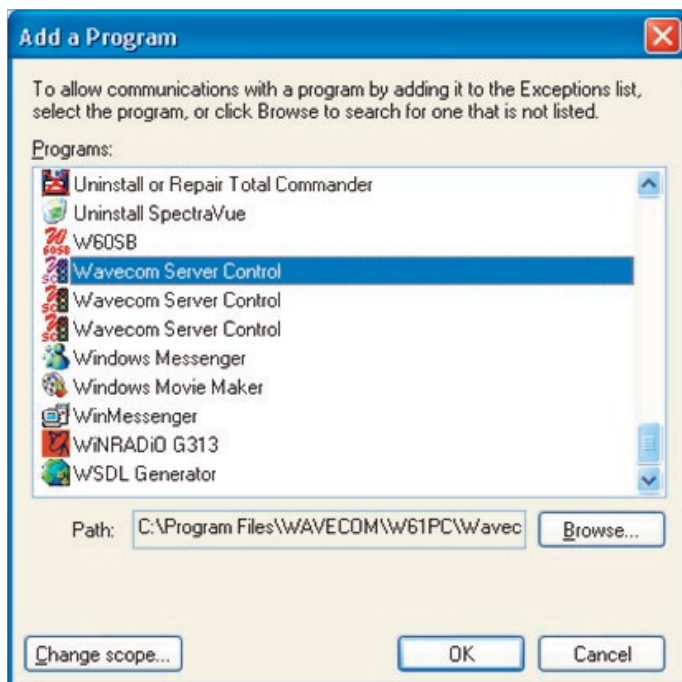 Add a Program
To allow communications with a program by adding it to the Exceptions list,
select the program, or click Browse to search for one that is not listed.
Programs:
Uninstall or Repair Total Commander
Uninstall SpectraVue
W60SB
Wavecom Server Control
Wavecom Server Control
Wavecom Server Control
Windows Messenger
Windows Movie Maker
WinMessenger
WiNRADiO G313
WSDL Generator
Path: C:\Program Files\WAVECOM\W61PC\Wavec Browse...
Change scope... OK Cancel